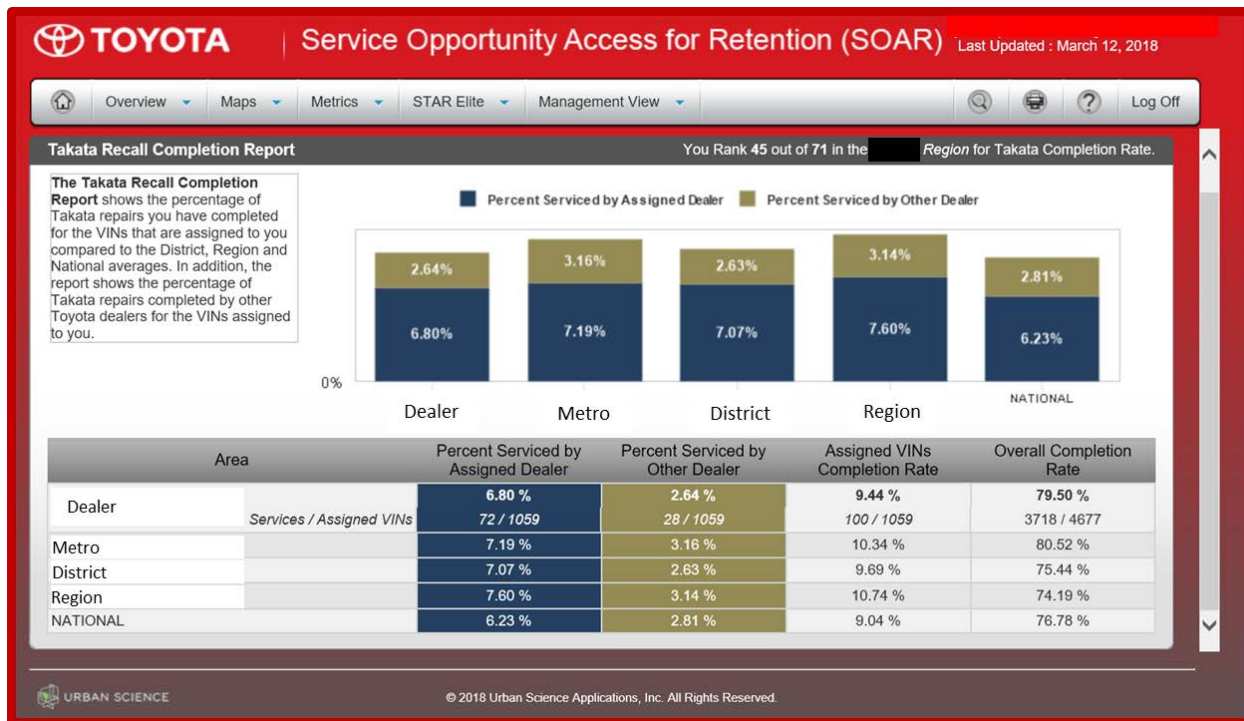 TOYOTA
Service Opportunity Access for Retention (SOAR)
Last Updated : March 12, 2018
Overview
Maps
Metrics
STAR Elite
Management View
?
Log Off
Takata Recall Completion Report
You Rank 45 out of 71 in the Region for Takata Completion Rate.
The Takata Recall Completion
Report shows the percentage of
Takata repairs you have completed
for the VINs that are assigned to you
compared to the District, Region and
National averages. In addition, the
report shows the percentage of
Takata repairs completed by other
Toyota dealers for the VINs assigned
to you.
Percent Serviced by Assigned Dealer
Percent Serviced by Other Dealer
2.64% 3.16% 2.63% 3.14% 2.81%
6.80% 7.19% 7.07% 7.60% 6.23%
0%
Dealer Metro District Region NATIONAL
Area Percent Serviced by Assigned Dealer Percent Serviced by Other Dealer Assigned VINs Completion Rate Overall Completion Rate
Dealer 6.80 % 2.64 % 9.44 % 79.50 %
Services / Assigned VINs 72 / 1059 28 / 1059 100 / 1059 3718 / 4677
Metro 7.19 % 3.16 % 10.34 % 80.52 %
District 7.07 % 2.63 % 9.69 % 75.44 %
Region 7.60 % 3.14 % 10.74 % 74.19 %
NATIONAL 6.23 % 2.81 % 9.04 % 76.78 %
URBAN SCIENCE
© 2018 Urban Science Applications, Inc. All Rights Reserved.